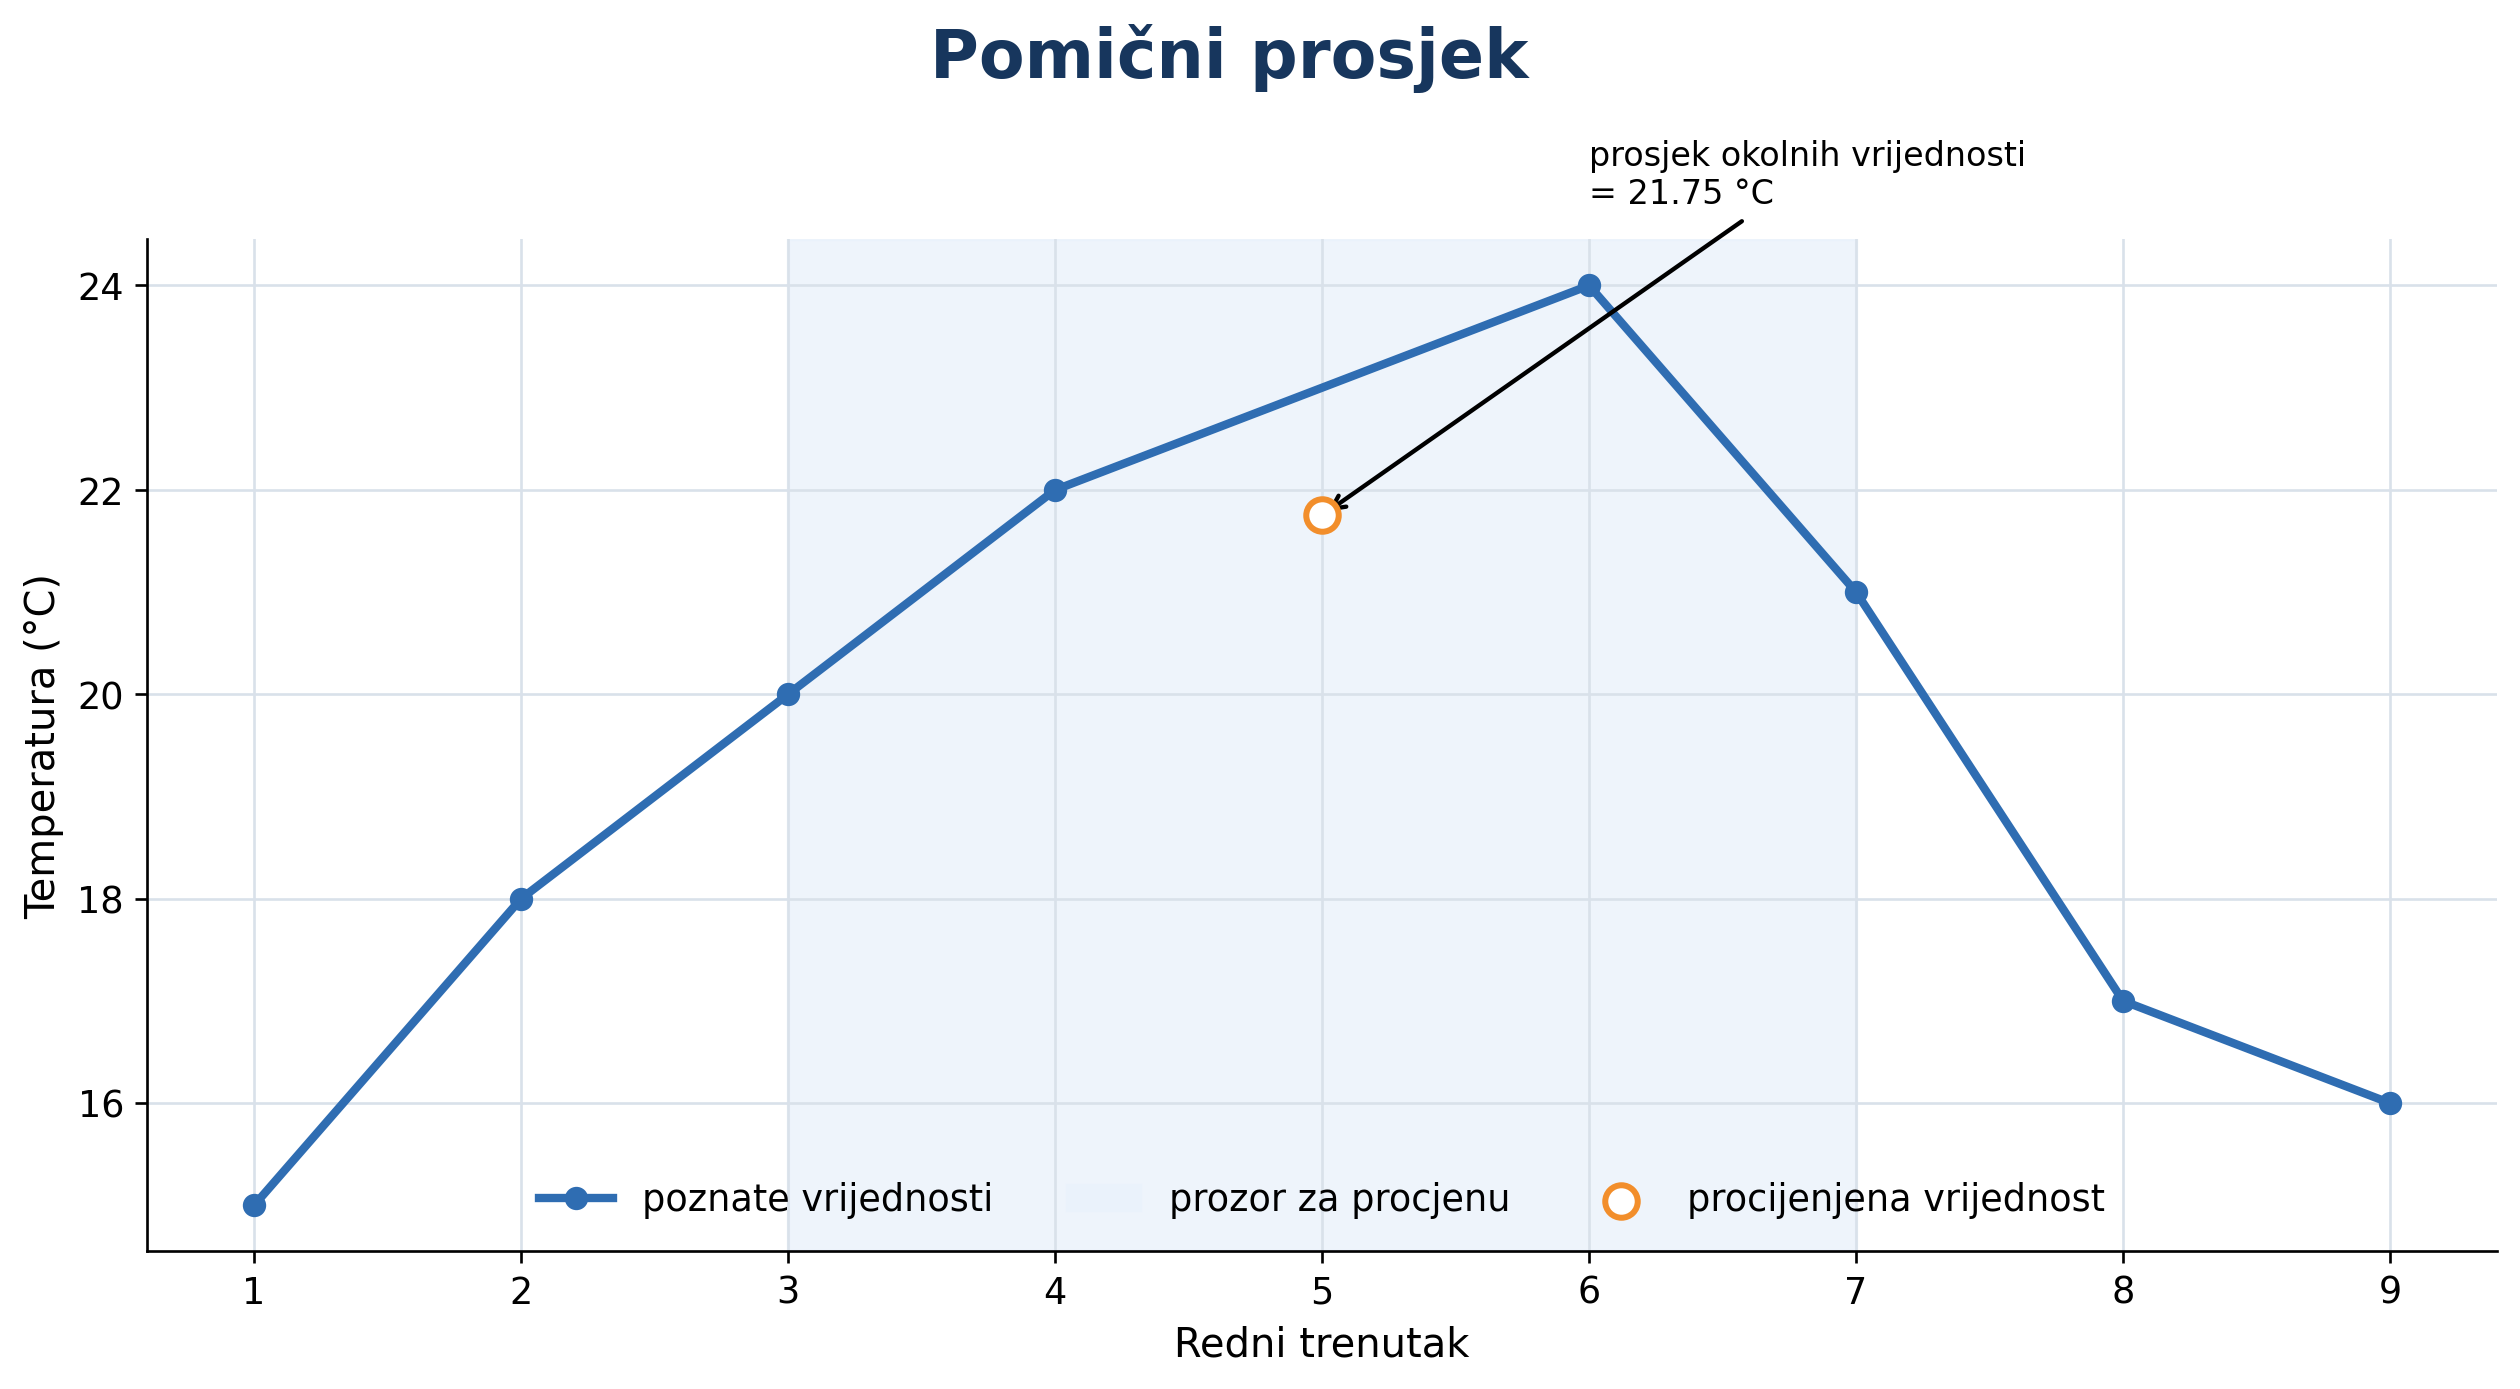 Pomični prosjek
prosjek okolnih vrijednosti
= 21.75 °C
Temperatura (°C)
24
22
20
18
16
poznate vrijednosti
prozor za procjenu
procijenjena vrijednost
1 2 3 4 5 6 7 8 9
Redni trenutak